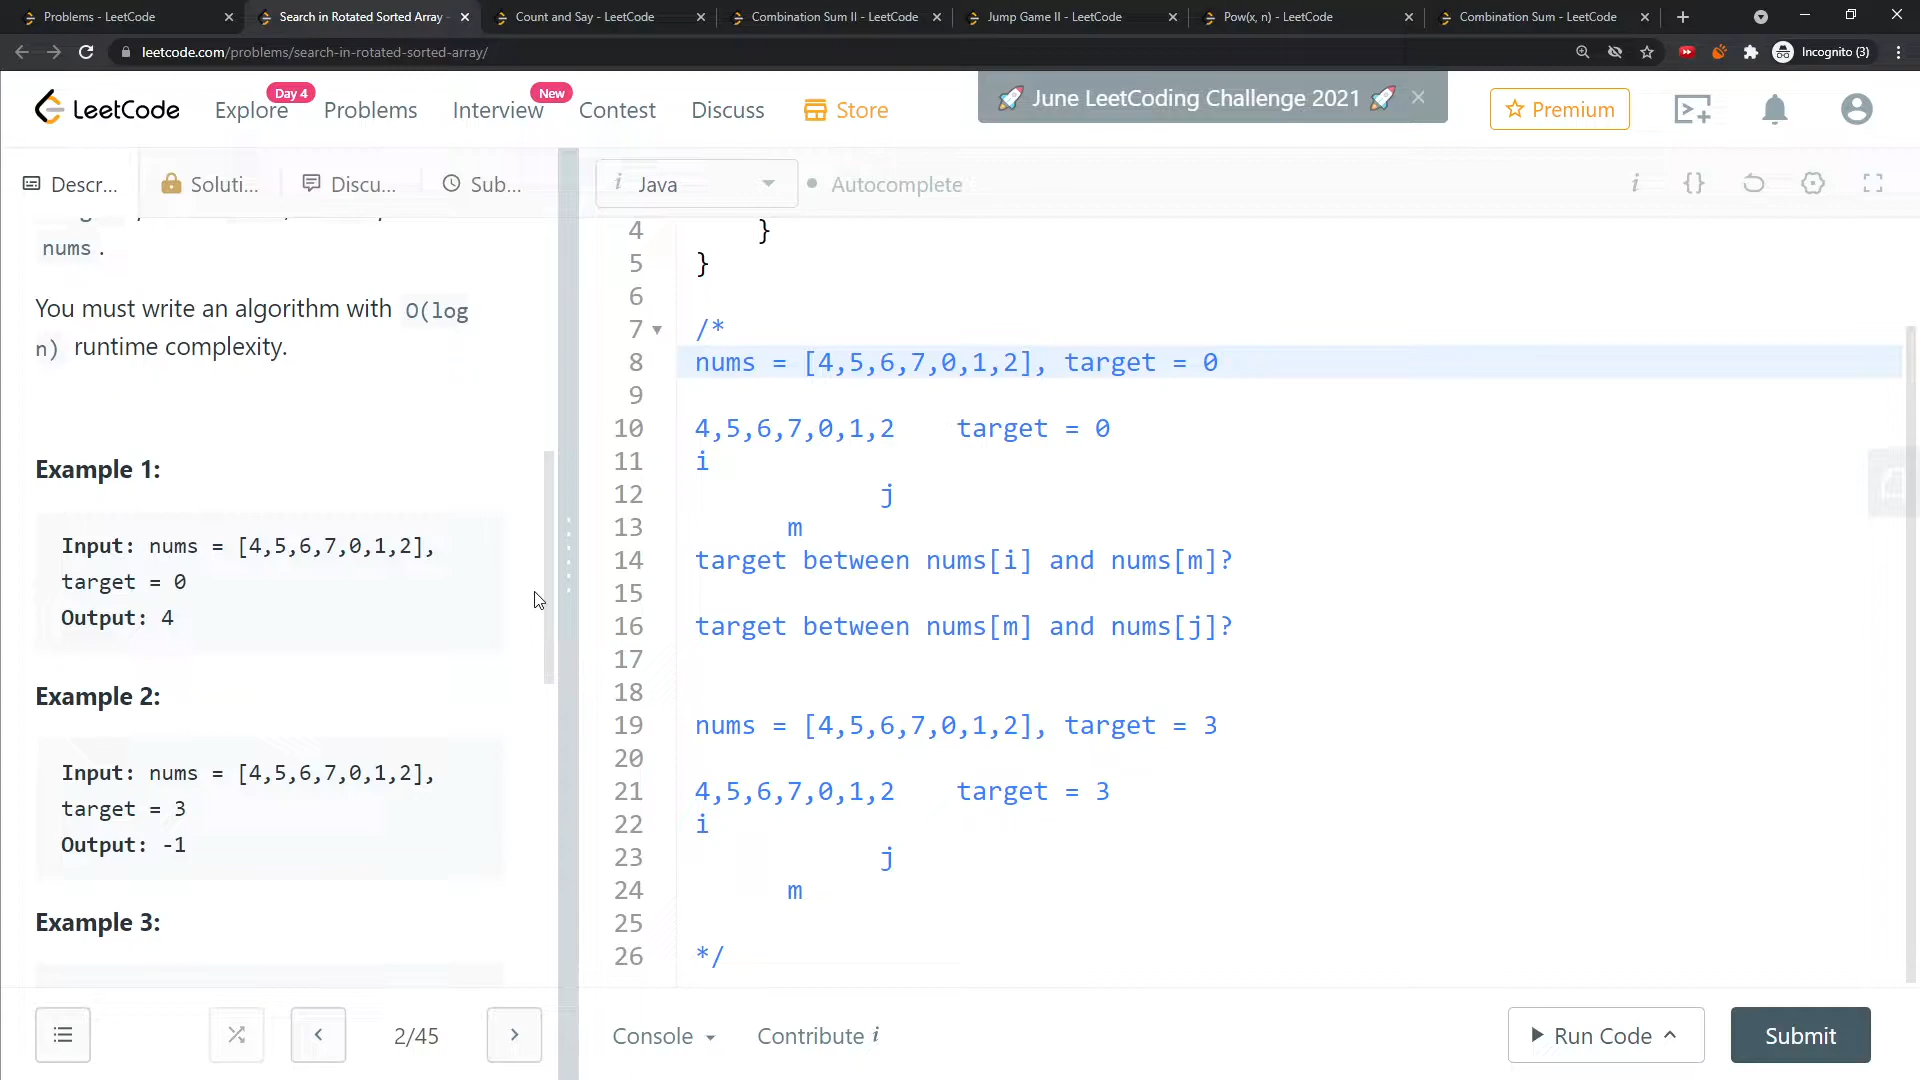 Problems - LeetCode
Search in Rotated Sorted Array
Count and Say - LeetCode
Combination Sum II - LeetCode
Jump Game II - LeetCode
Pow(x, n) - LeetCode
Combination Sum - LeetCode
leetcode.com/problems/search-in-rotated-sorted-array/
Incognito (3)
LeetCode
Explore
Day 4
Problems
Interview
New
Contest
Discuss
Store
🚀 June LeetCoding Challenge 2021 🚀
Premium
Descr...
Soluti...
Discu...
Sub...
i Java
Autocomplete
i
{}
nums .
You must write an algorithm with O(log
n) runtime complexity.
Example 1:
Input: nums = [4,5,6,7,0,1,2],
target = 0
Output: 4
Example 2:
Input: nums = [4,5,6,7,0,1,2],
target = 3
Output: -1
Example 3:
4 }
5 }
6
7 /*
8 nums = [4,5,6,7,0,1,2], target = 0
9
10 4,5,6,7,0,1,2 target = 0
11 i
12 j
13 m
14 target between nums[i] and nums[m]?
15
16 target between nums[m] and nums[j]?
17
18
19 nums = [4,5,6,7,0,1,2], target = 3
20
21 4,5,6,7,0,1,2 target = 3
22 i
23 j
24 m
25
26 */
2/45
Console
Contribute i
Run Code
Submit